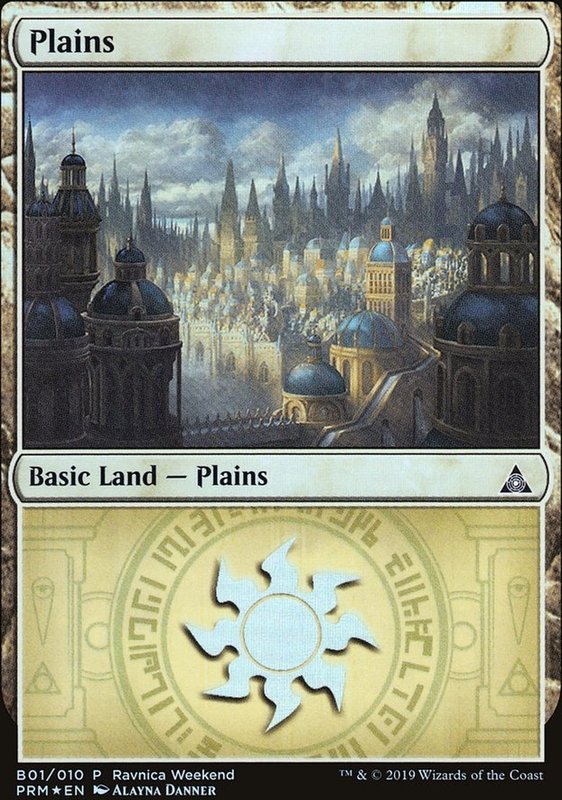 Plains
Basic Land — Plains
B01/010 P Ravnica Weekend
™ & © 2019 Wizards of the Coast
PRM★EN Alayna Danner